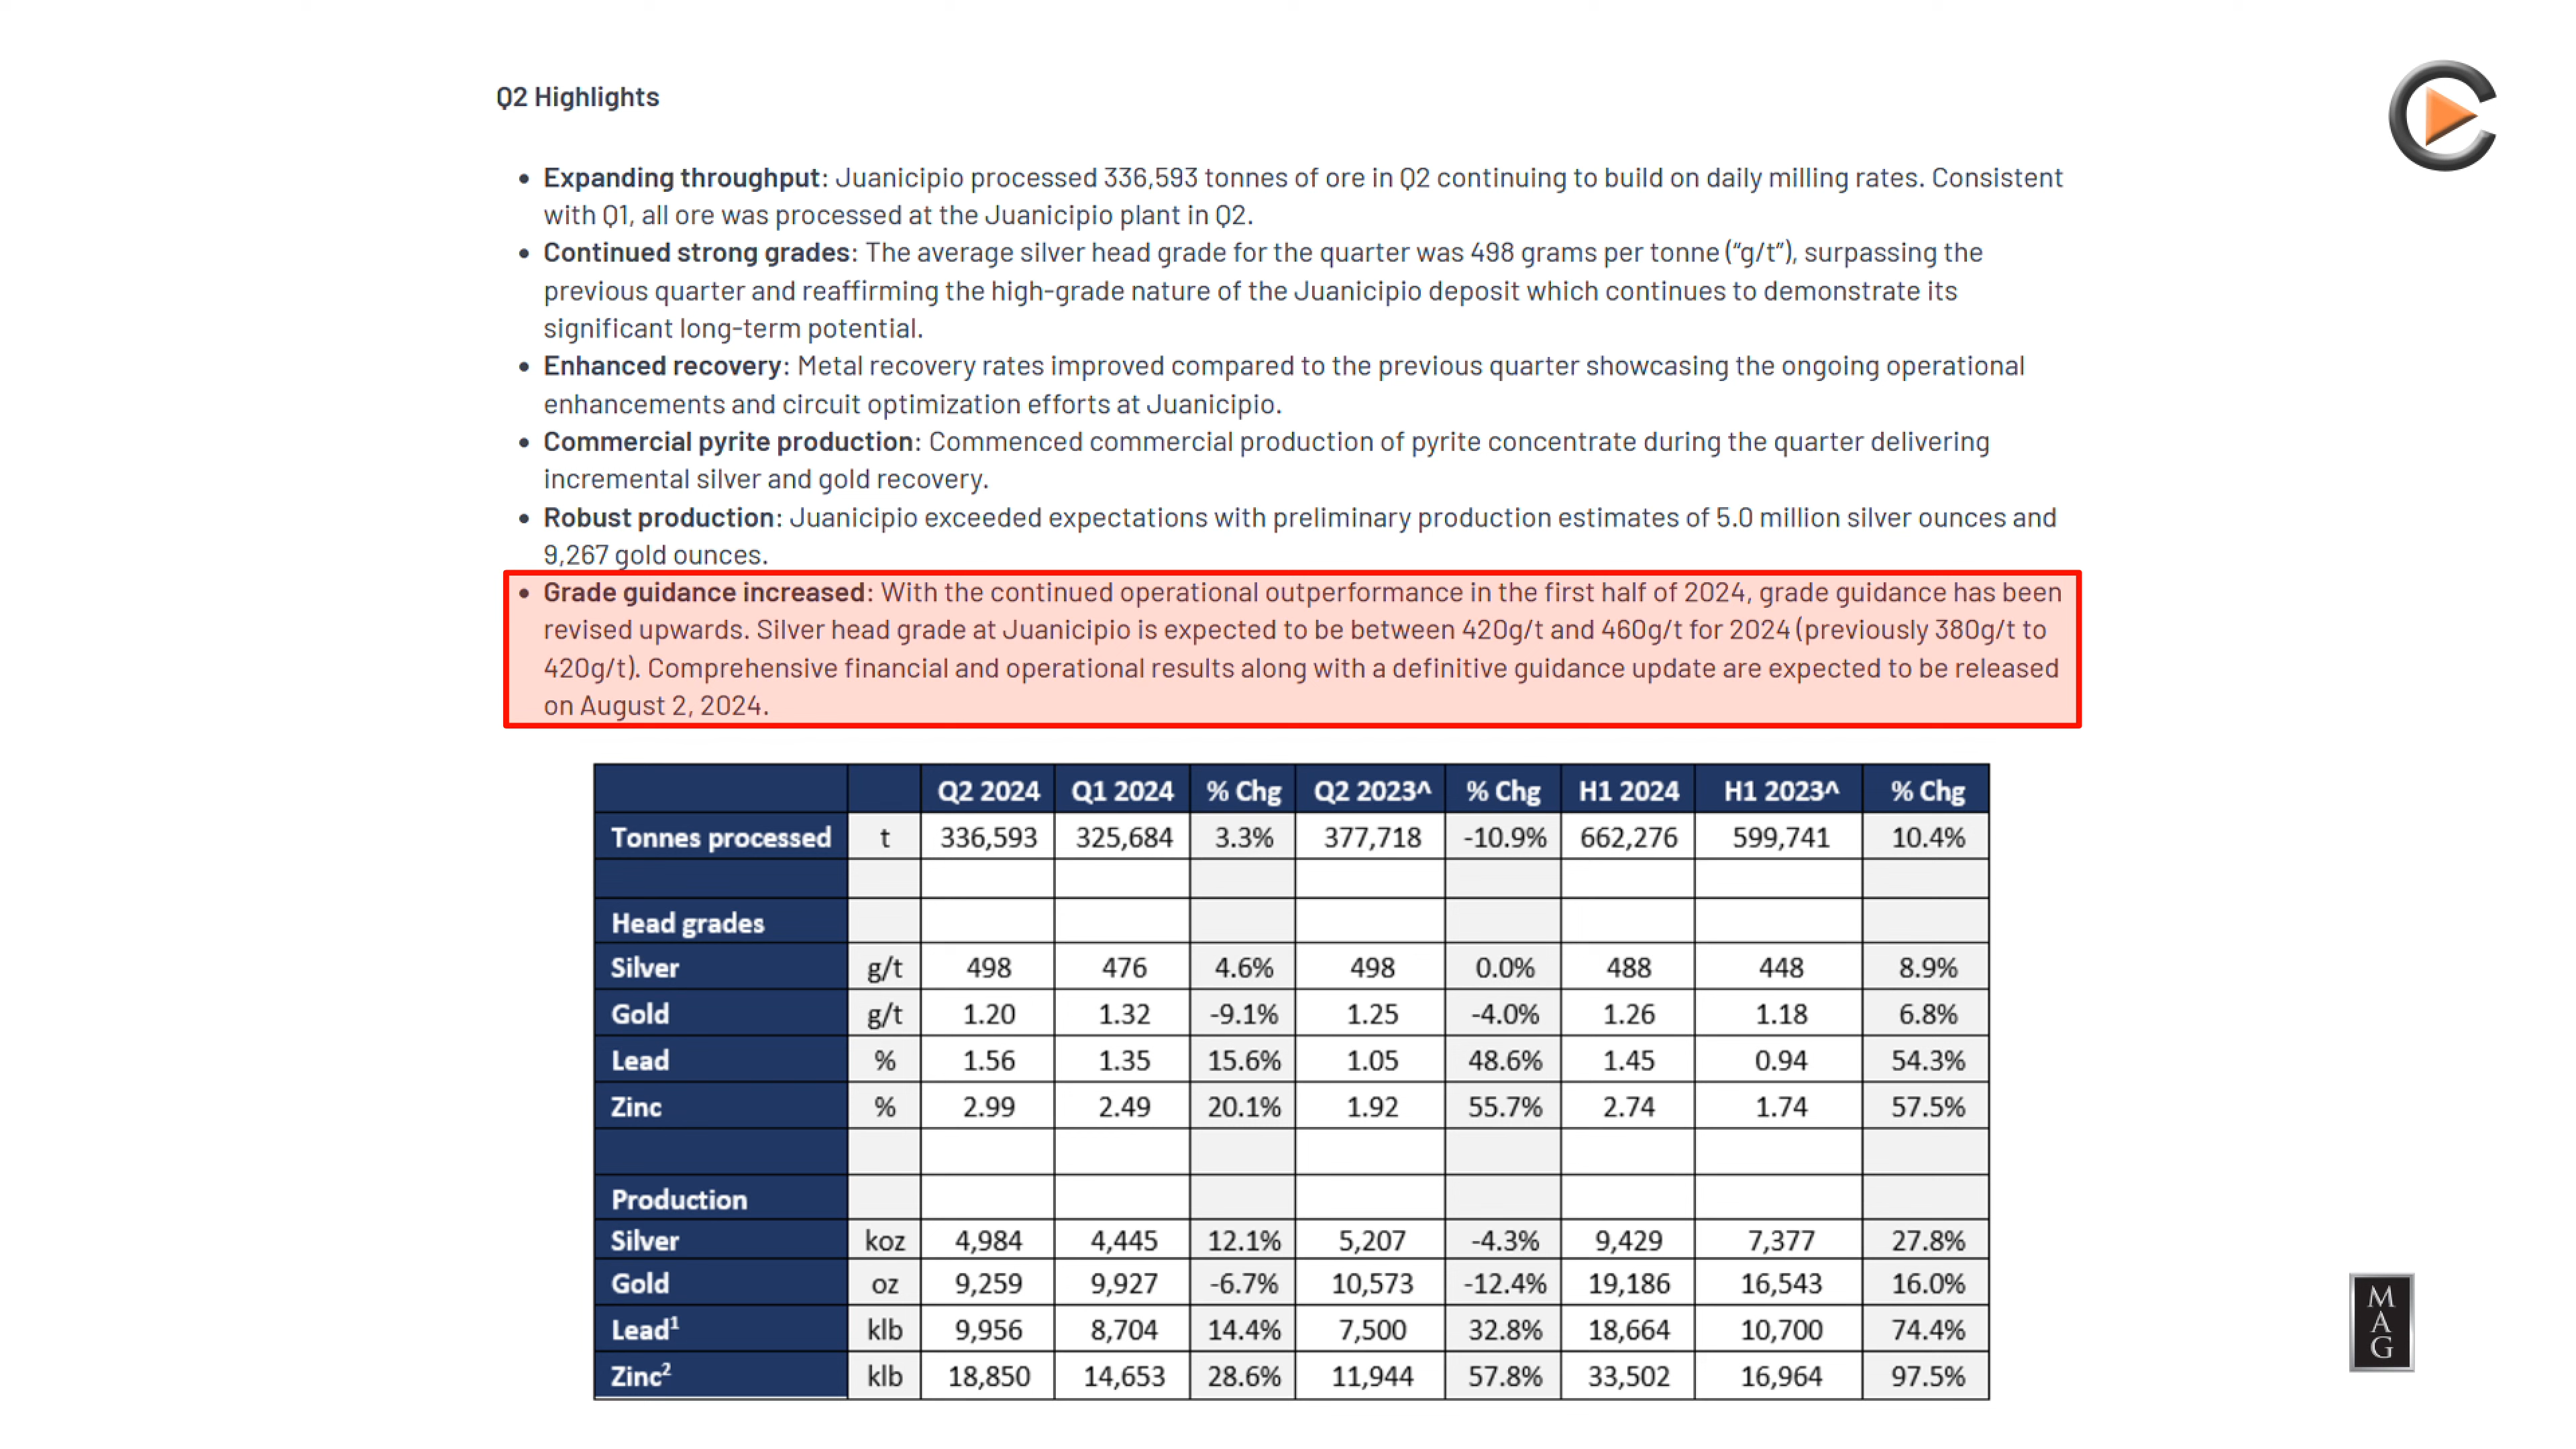 Q2 Highlights
• Expanding throughput: Juanicipio processed 336,593 tonnes of ore in Q2 continuing to build on daily milling rates. Consistent
with Q1, all ore was processed at the Juanicipio plant in Q2.
• Continued strong grades: The average silver head grade for the quarter was 498 grams per tonne (“g/t”), surpassing the
previous quarter and reaffirming the high-grade nature of the Juanicipio deposit which continues to demonstrate its
significant long-term potential.
• Enhanced recovery: Metal recovery rates improved compared to the previous quarter showcasing the ongoing operational
enhancements and circuit optimization efforts at Juanicipio.
• Commercial pyrite production: Commenced commercial production of pyrite concentrate during the quarter delivering
incremental silver and gold recovery.
• Robust production: Juanicipio exceeded expectations with preliminary production estimates of 5.0 million silver ounces and
9,267 gold ounces.
• Grade guidance increased: With the continued operational outperformance in the first half of 2024, grade guidance has been
revised upwards. Silver head grade at Juanicipio is expected to be between 420g/t and 460g/t for 2024 (previously 380g/t to
420g/t). Comprehensive financial and operational results along with a definitive guidance update are expected to be released
on August 2, 2024.
Q2 2024 Q1 2024 % Chg Q2 2023^ % Chg H1 2024 H1 2023^ % Chg
Tonnes processed t 336,593 325,684 3.3% 377,718 -10.9% 662,276 599,741 10.4%
Head grades
Silver g/t 498 476 4.6% 498 0.0% 488 448 8.9%
Gold g/t 1.20 1.32 -9.1% 1.25 -4.0% 1.26 1.18 6.8%
Lead % 1.56 1.35 15.6% 1.05 48.6% 1.45 0.94 54.3%
Zinc % 2.99 2.49 20.1% 1.92 55.7% 2.74 1.74 57.5%
Production
Silver koz 4,984 4,445 12.1% 5,207 -4.3% 9,429 7,377 27.8%
Gold oz 9,259 9,927 -6.7% 10,573 -12.4% 19,186 16,543 16.0%
Lead¹ klb 9,956 8,704 14.4% 7,500 32.8% 18,664 10,700 74.4%
Zinc² klb 18,850 14,653 28.6% 11,944 57.8% 33,502 16,964 97.5%
MAG